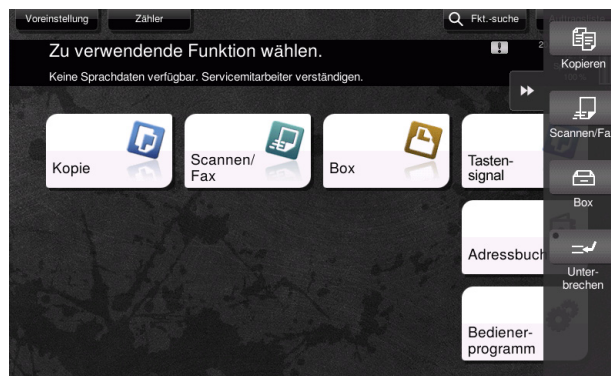 Voreinstellung
Zähler
Fkt.-suche
Zu verwendende Funktion wählen.
Keine Sprachdaten verfügbar. Servicemitarbeiter verständigen.
Kopieren
Scannen/Fa
Box
Unter-
brechen
Kopie
Scannen/
Fax
Box
Tasten-
signal
Adressbuch
Bediener-
programm